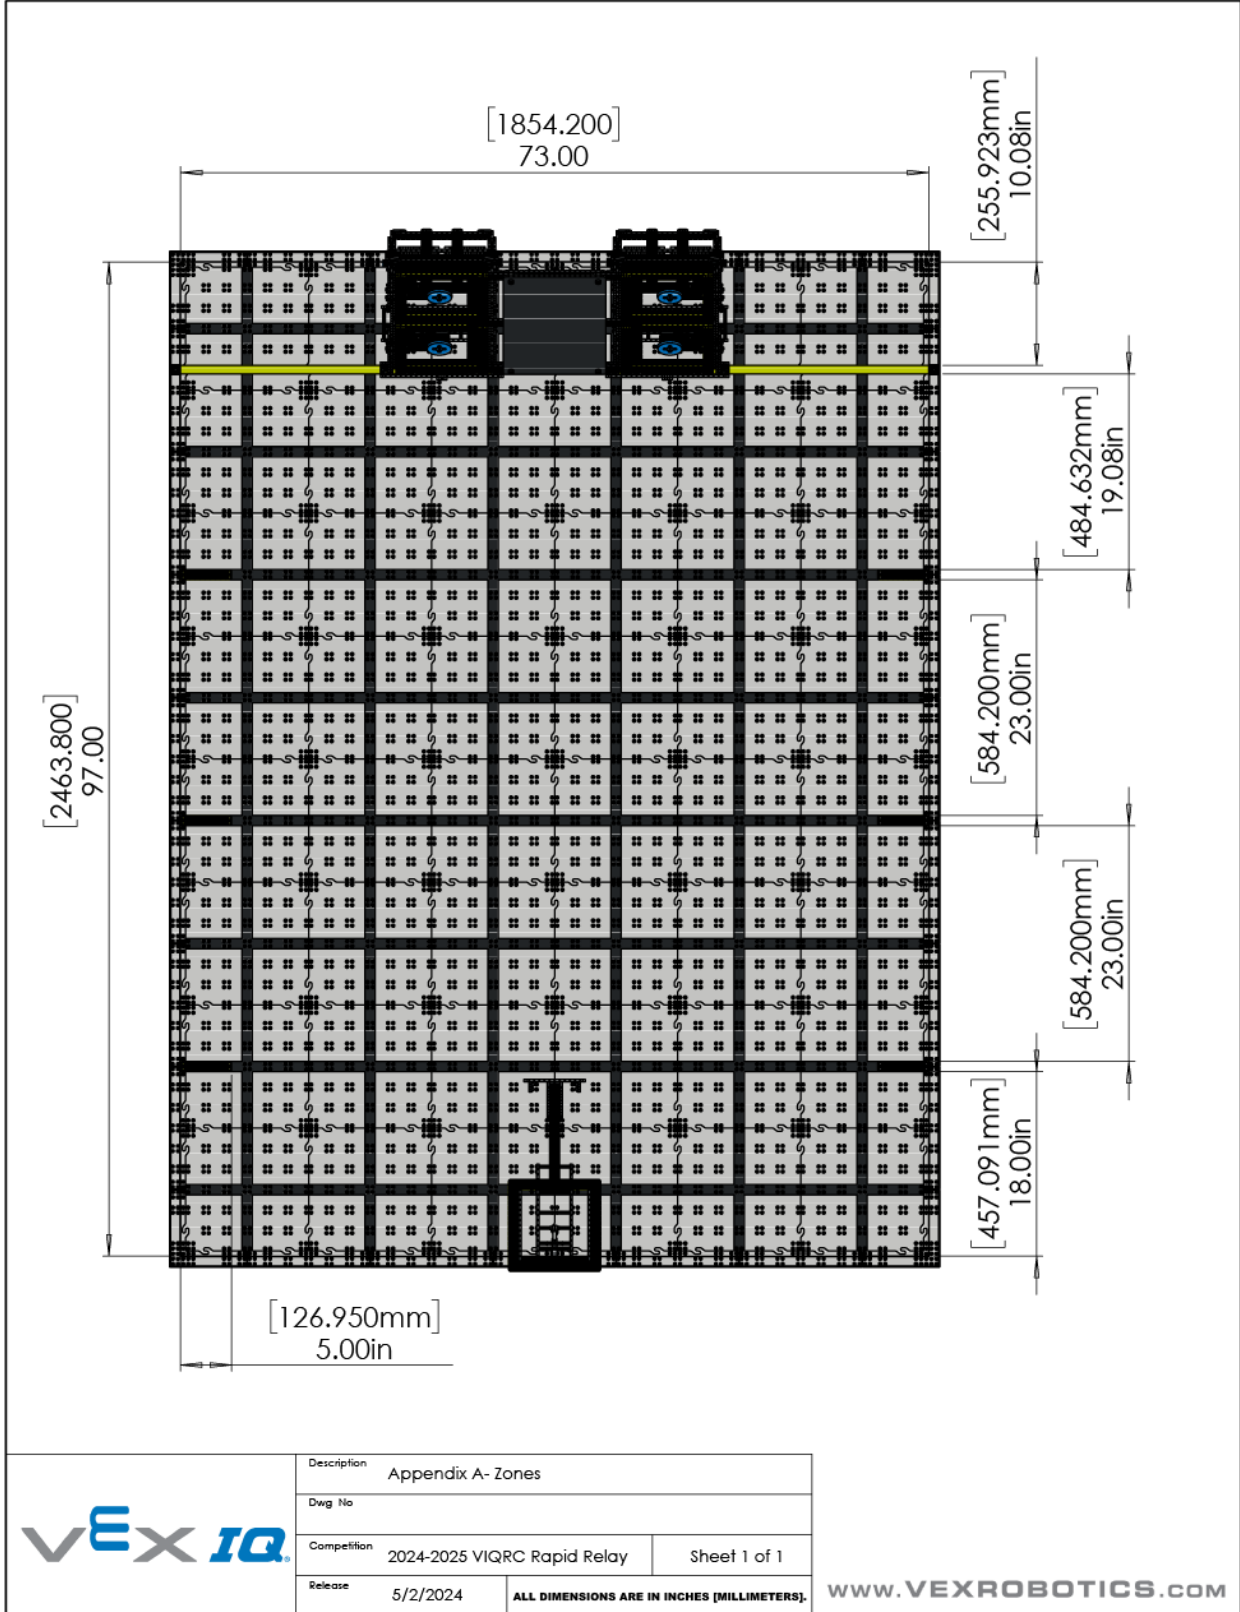 [1854.200]
73.00
[255.923mm]
10.08in
[484.632mm]
19.08in
[584.200mm]
23.00in
[2463.800]
97.00
[584.200mm]
23.00in
[457.091mm]
18.00in
[126.950mm]
5.00in
VEX IQ
Description Appendix A- Zones
Dwg No
Competition 2024-2025 VIQRC Rapid Relay Sheet 1 of 1
Release 5/2/2024 ALL DIMENSIONS ARE IN INCHES [MILLIMETERS].
www.VEXROBOTICS.com